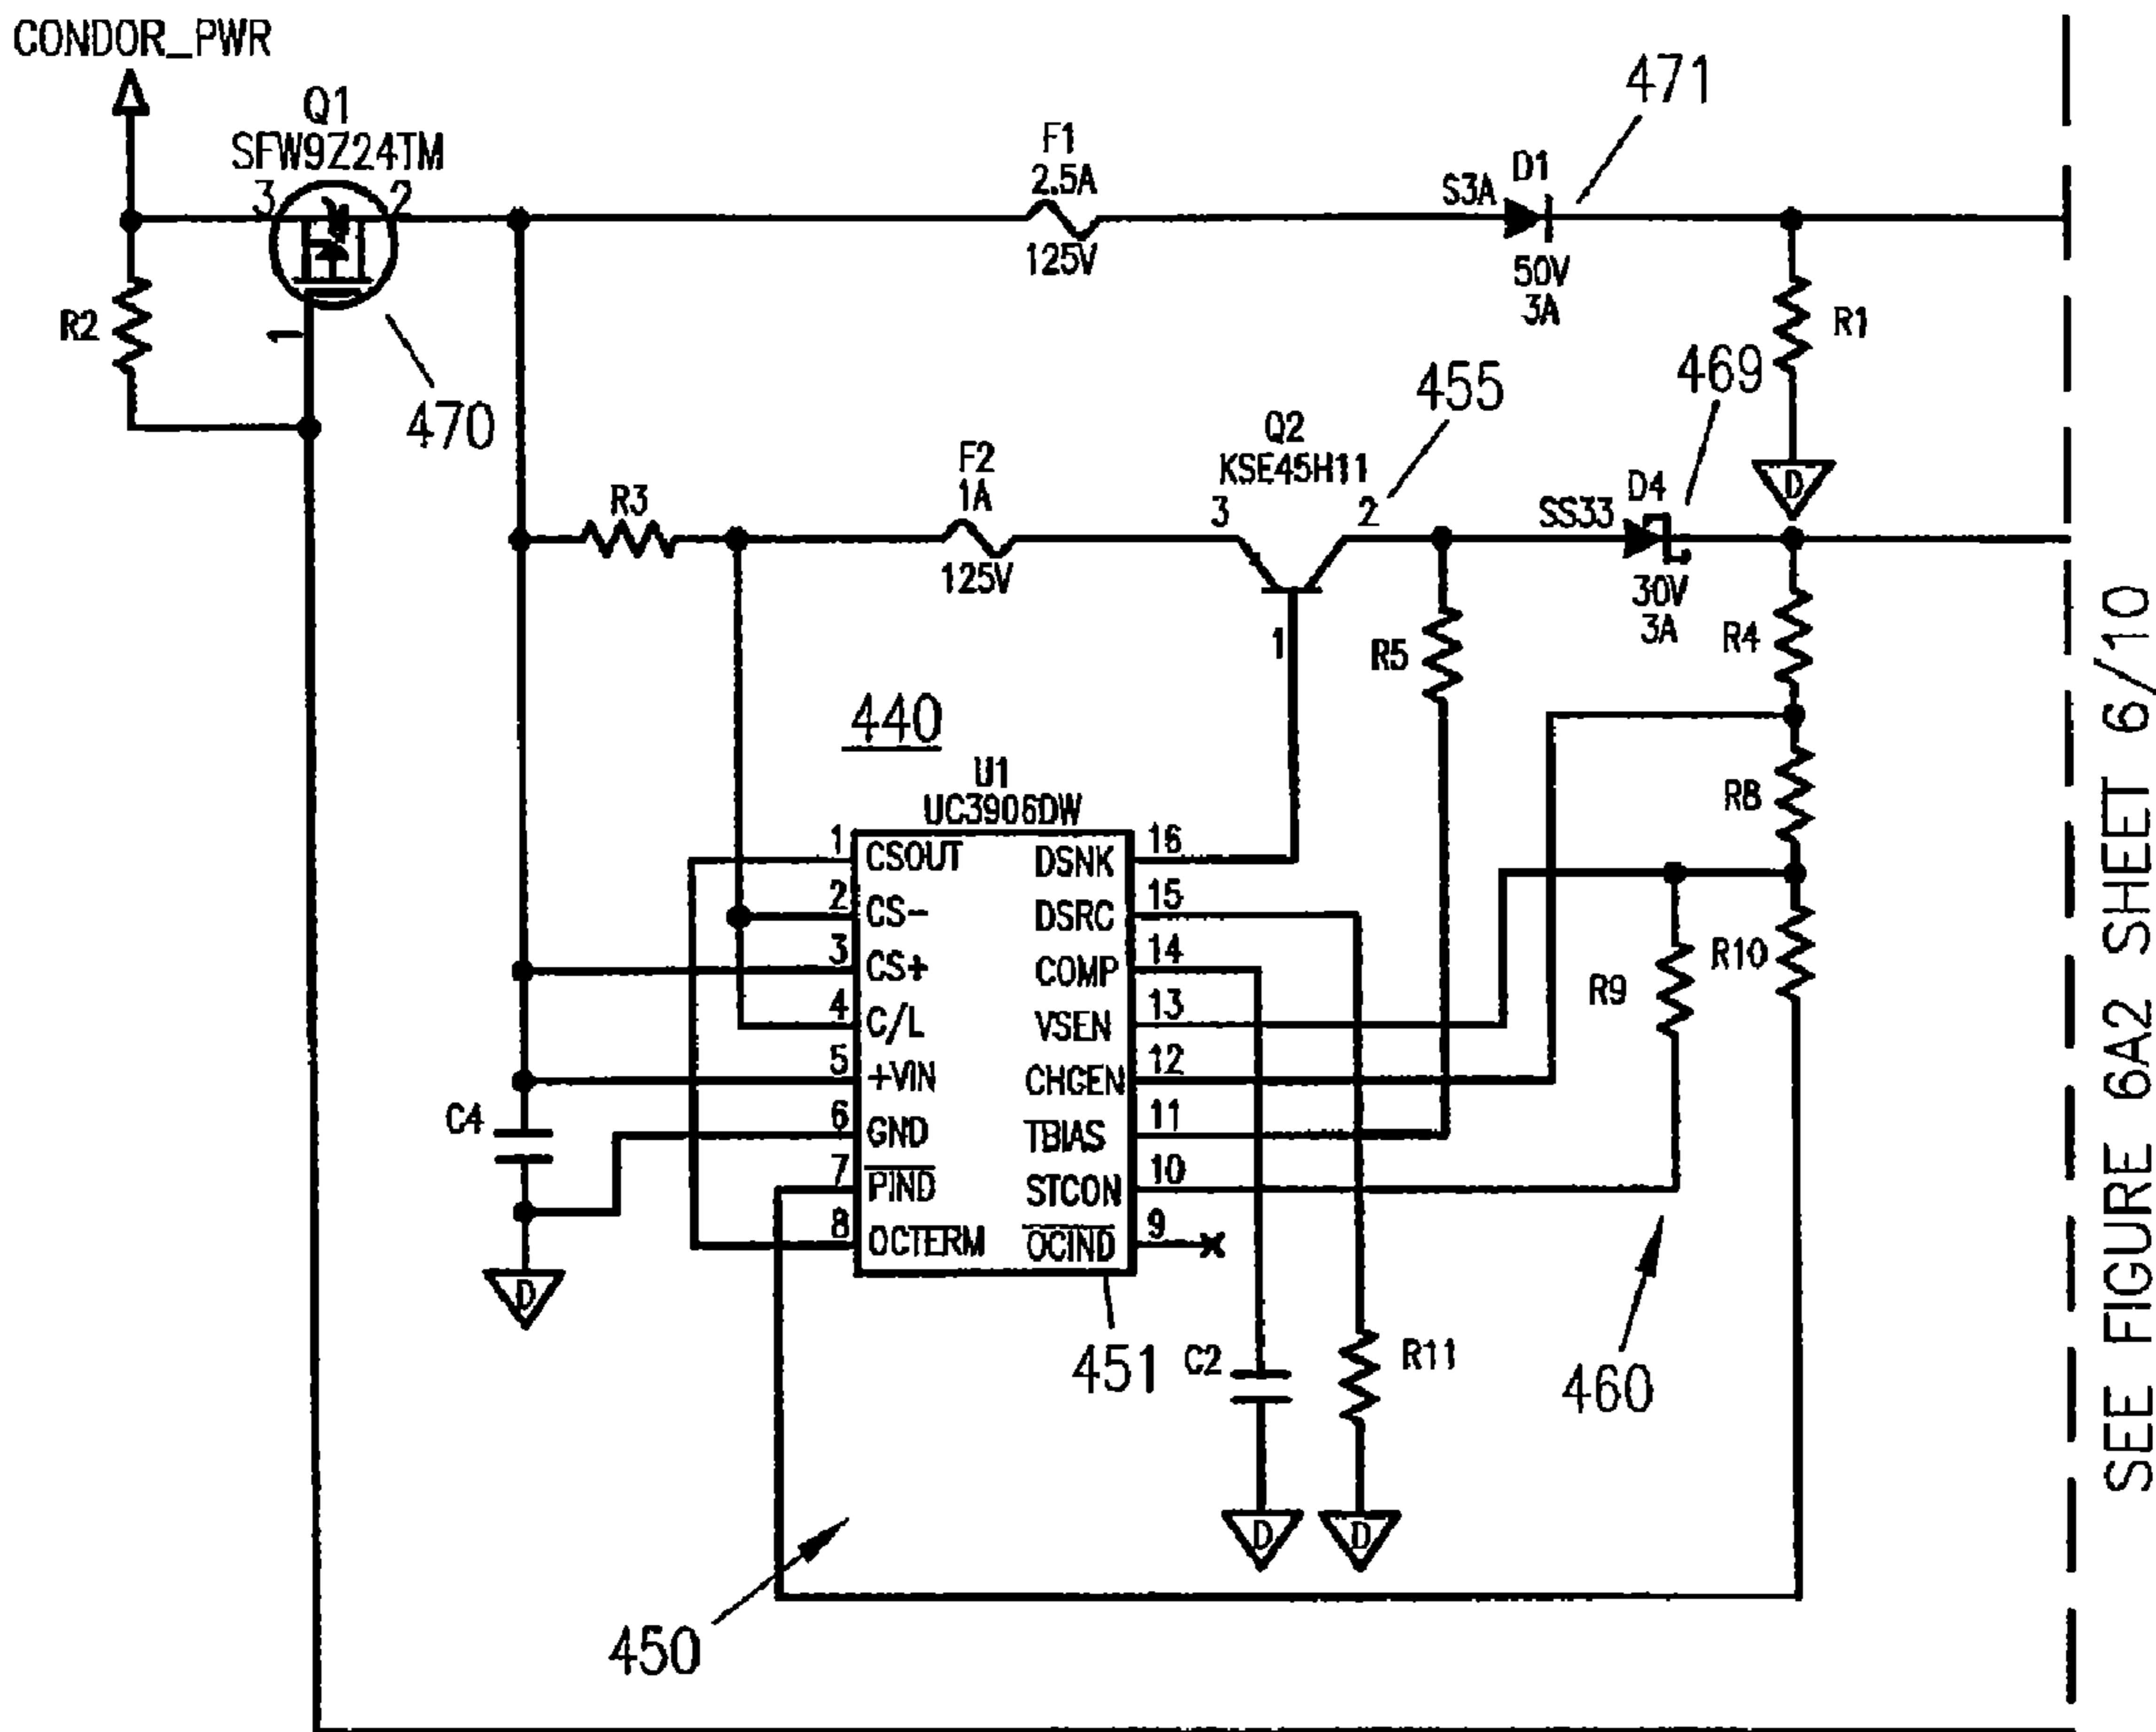 CONDOR_PWR
Q1
SFW9Z24TM
3
2
1
R2
470
F1
2.5A
125V
471
D1
S3A
50V
3A
R1
D
R3
F2
1A
125V
Q2
KSE45H11
3
2
1
455
469
D4
SS33
30V
3A
R5
R4
R8
R10
R9
440
U1
UC3906DW
1 CSOUT DSNK 16
2 CS- DSRC 15
3 CS+ COMP 14
4 C/L VSEN 13
5 +VIN CHGEN 12
6 GND TBIAS 11
7 PIND STCON 10
8 OCTERM OCIND 9
C4
D
451
C2
R11
460
D
D
450
SEE FIGURE 6A2 SHEET 6/10